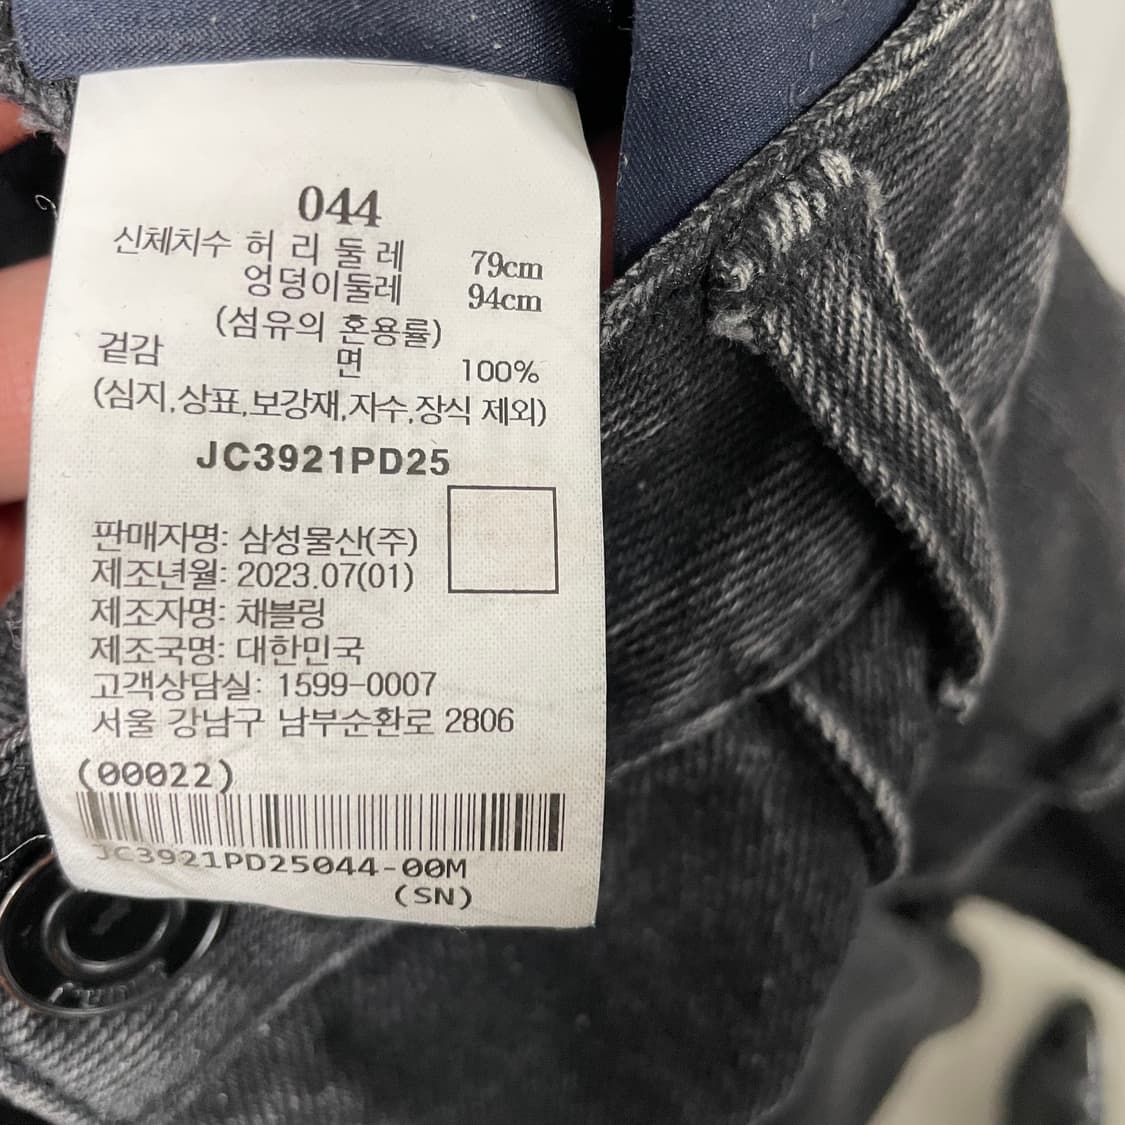 044
신체치수 허 리 둘 레 79cm
엉덩이둘레 94cm
(섬유의 혼용률)
겉감 면 100%
(심지,상표,보강재,자수,장식 제외)
JC3921PD25
판매자명: 삼성물산(주)
제조년월: 2023.07(01)
제조자명: 채블링
제조국명: 대한민국
고객상담실: 1599-0007
서울 강남구 남부순환로 2806
(00022)
JC3921PD25044-00M
(SN)